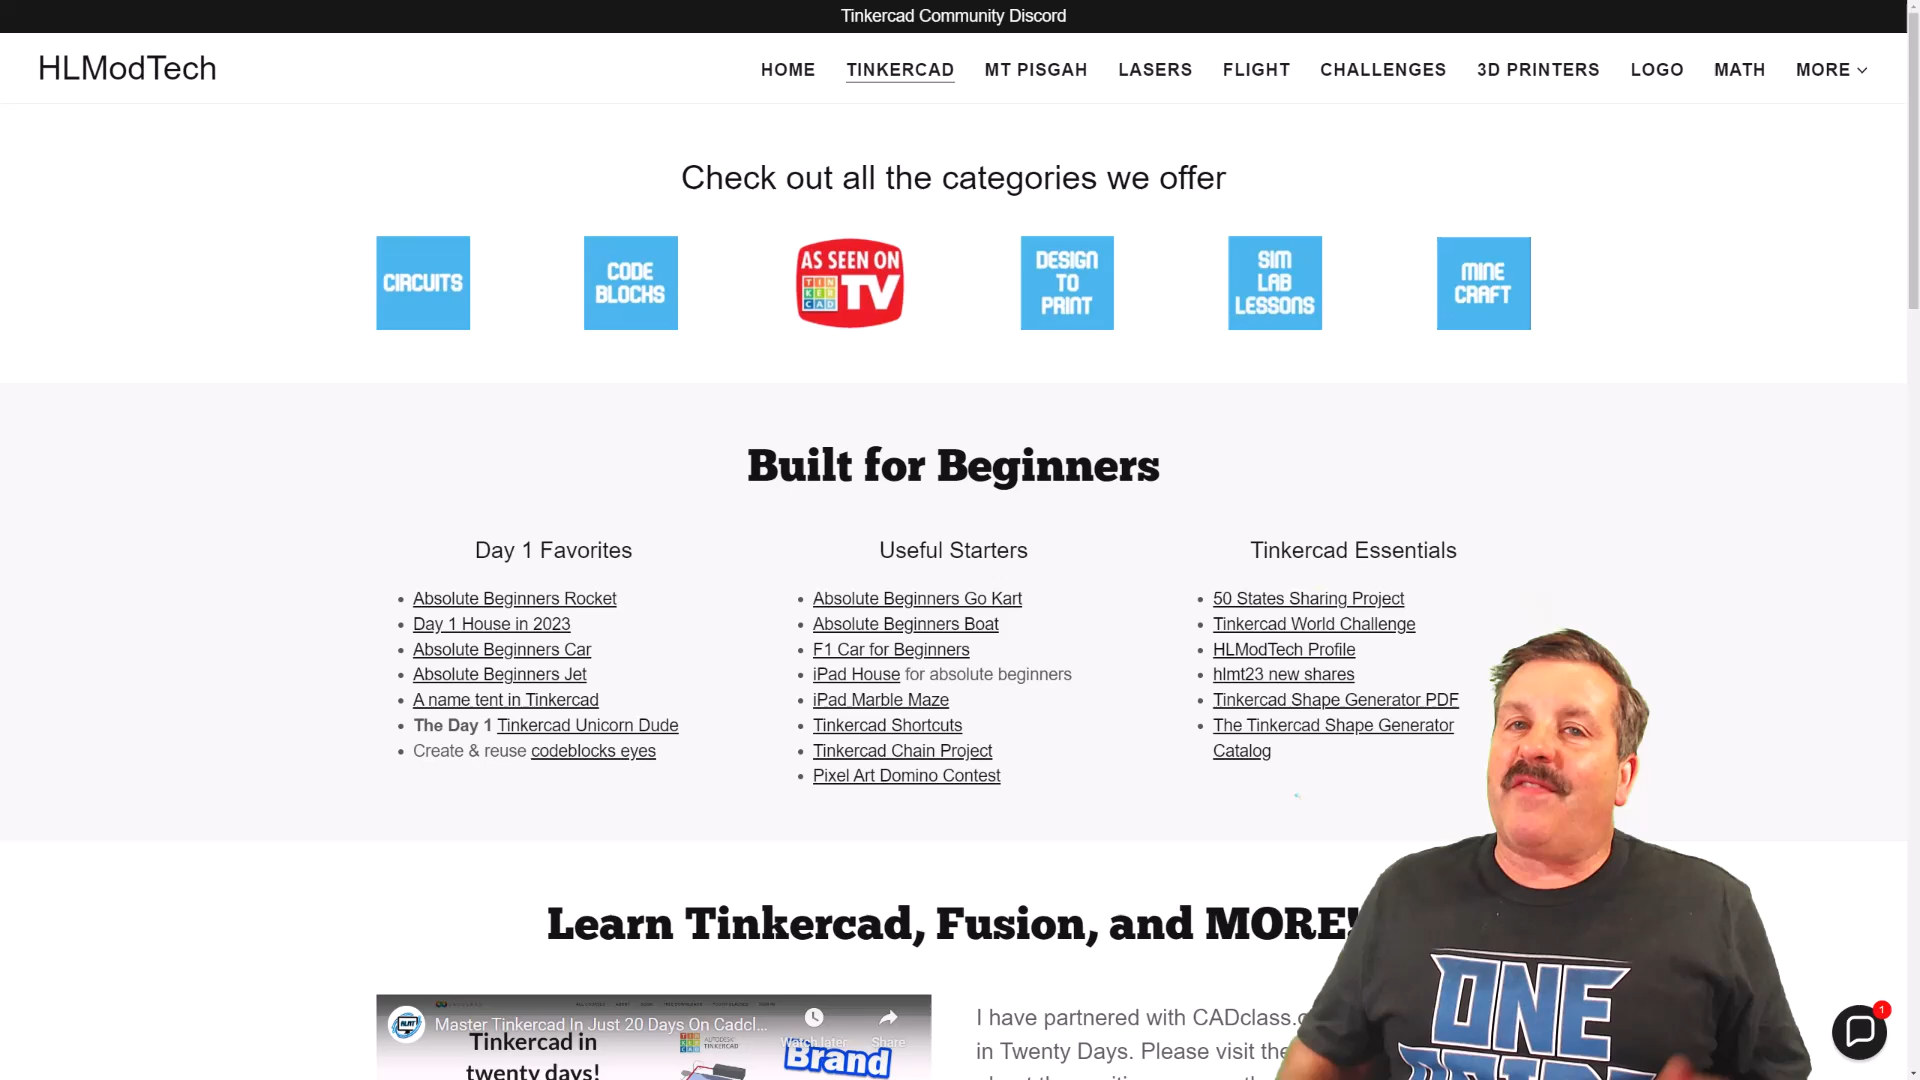 Tinkercad Community Discord
HLModTech
HOME TINKERCAD MT PISGAH LASERS FLIGHT CHALLENGES 3D PRINTERS LOGO MATH MORE
Check out all the categories we offer
CIRCUITS
CODE
BLOCKS
AS SEEN ON
TIN
KER
CAD
TV
DESIGN
TO
PRINT
SIM
LAB
LESSONS
MINE
CRAFT
Built for Beginners
Day 1 Favorites
Absolute Beginners Rocket
Day 1 House in 2023
Absolute Beginners Car
Absolute Beginners Jet
A name tent in Tinkercad
The Day 1 Tinkercad Unicorn Dude
Create & reuse codeblocks eyes
Useful Starters
Absolute Beginners Go Kart
Absolute Beginners Boat
F1 Car for Beginners
iPad House for absolute beginners
iPad Marble Maze
Tinkercad Shortcuts
Tinkercad Chain Project
Pixel Art Domino Contest
Tinkercad Essentials
50 States Sharing Project
Tinkercad World Challenge
HLModTech Profile
hlmt23 new shares
Tinkercad Shape Generator PDF
The Tinkercad Shape Generator
Catalog
Learn Tinkercad, Fusion, and MORE!
HLMT
Master Tinkercad In Just 20 Days On Cadcl...
Watch later
Share
Tinkercad in
twenty days!
AUTODESK
TINKERCAD
Brand
I have partnered with CADclass.
in Twenty Days. Please visit the
ONE
1